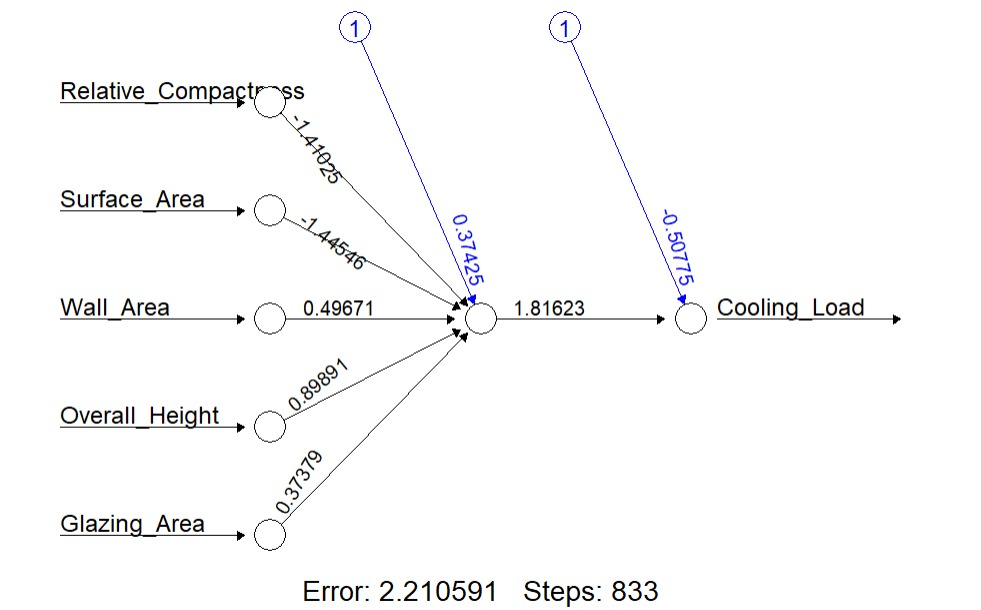 1
1
Relative_Compactness
-1.41025
Surface_Area
-1.44546
0.37425
-0.50775
Wall_Area
0.49671
1.81623
Cooling_Load
Overall_Height
0.89891
0.37379
Glazing_Area
Error: 2.210591 Steps: 833